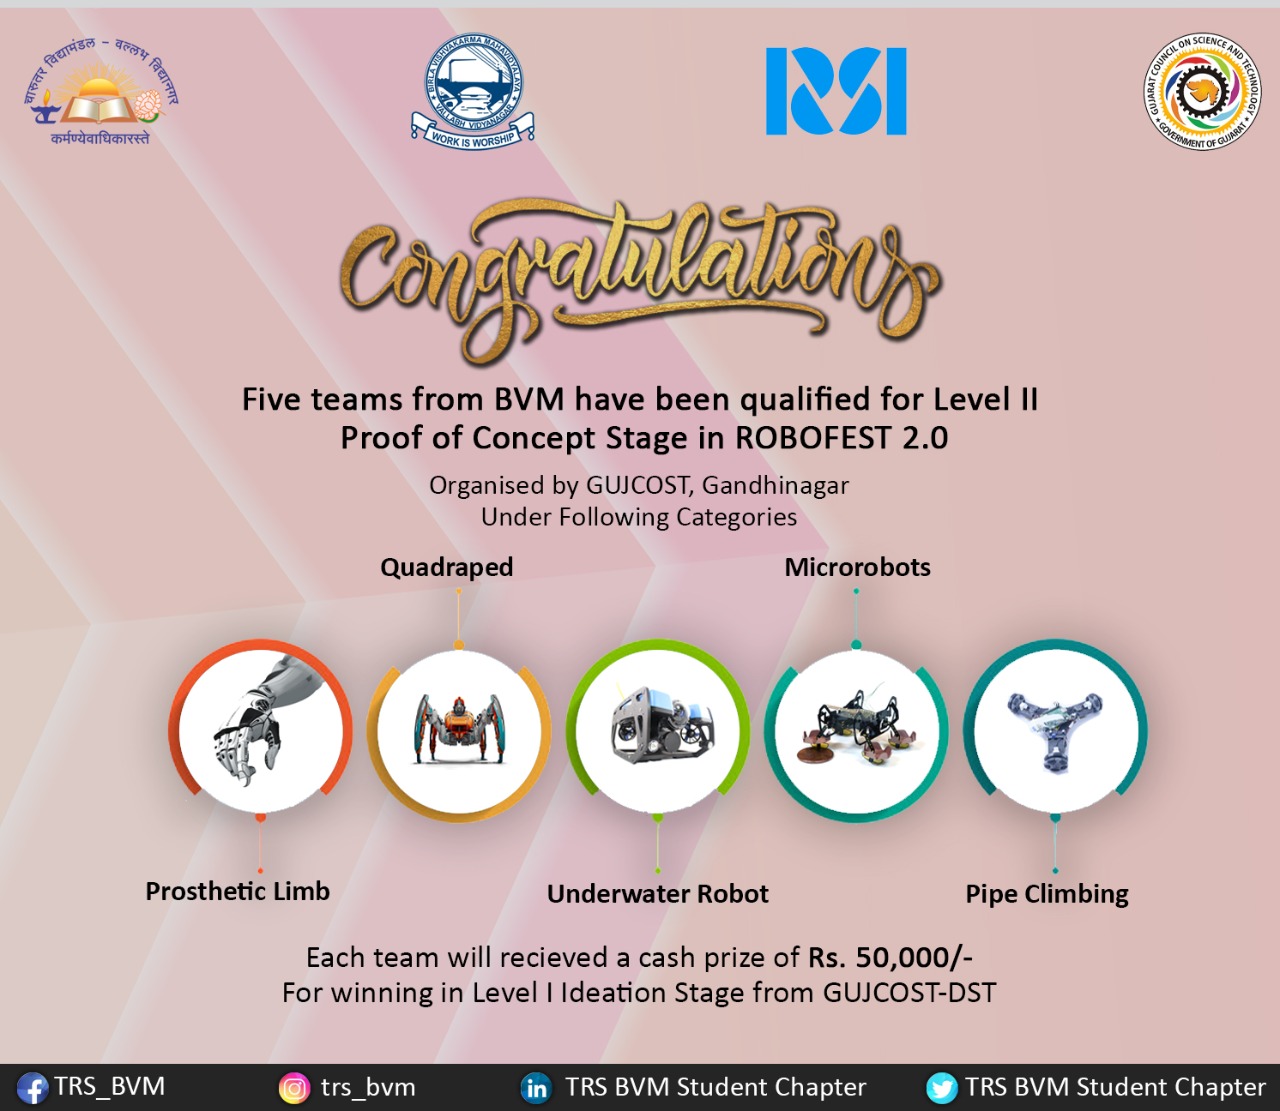 चारुतर विद्यामंडल - वल्लभ विद्यानगर
कर्मण्येवाधिकारस्ते
BIRLA VISHVAKARMA MAHAVIDYALAYA
VALLABH VIDYANAGAR
WORK IS WORSHIP
RSI
GUJARAT COUNCIL ON SCIENCE AND TECHNOLOGY
GOVERNMENT OF GUJARAT
Congratulations
Five teams from BVM have been qualified for Level II
Proof of Concept Stage in ROBOFEST 2.0
Organised by GUJCOST, Gandhinagar
Under Following Categories
Quadraped
Microrobots
Prosthetic Limb
Underwater Robot
Pipe Climbing
Each team will recieved a cash prize of Rs. 50,000/-
For winning in Level I Ideation Stage from GUJCOST-DST
TRS_BVM
trs_bvm
in TRS BVM Student Chapter
TRS BVM Student Chapter